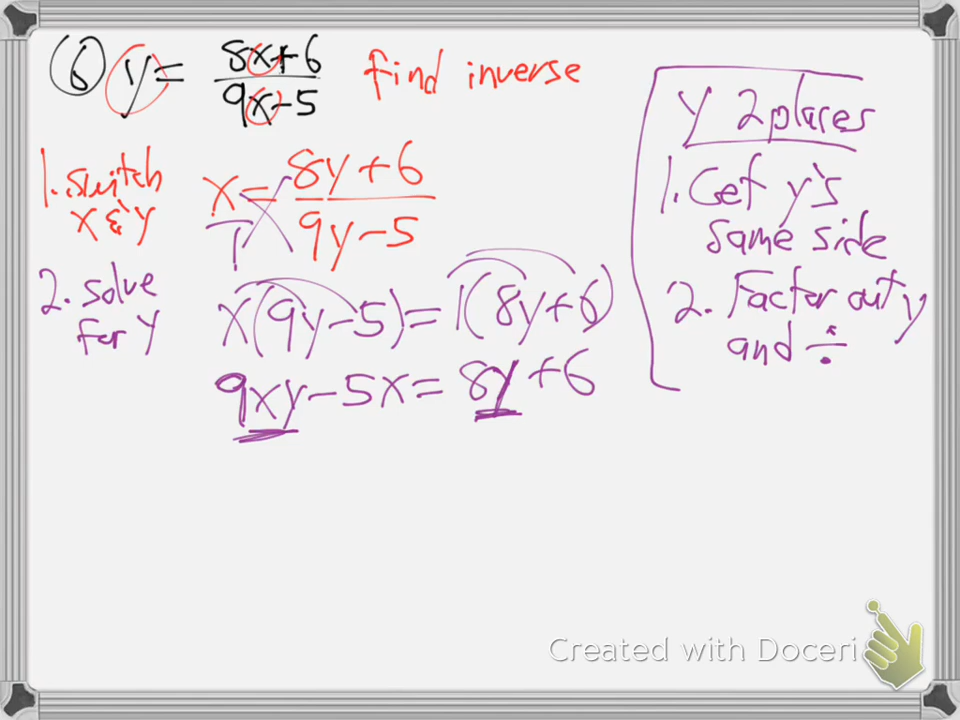 6 y = 8x+6 / 9x-5 find inverse
1. switch x & y
x = 8y+6 / 9y-5
1
2. solve for y
x(9y-5) = 1(8y+6)
9xy-5x = 8y+6
y 2 places
1. Get y's
same side
2. Factor out y
and ÷
Created with Doceri